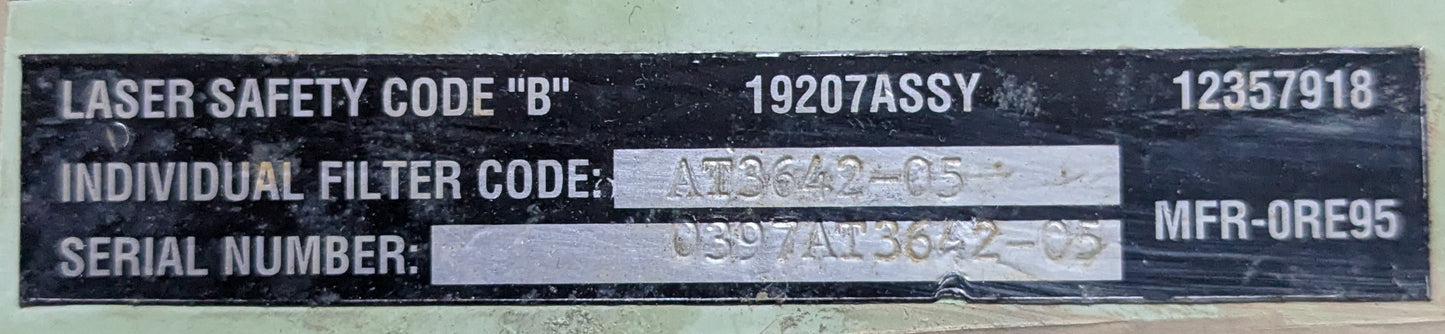 LASER SAFETY CODE "B" 19207ASSY 12357918
INDIVIDUAL FILTER CODE: AT3642-05
MFR-0RE95
SERIAL NUMBER: 0397AT3642-05